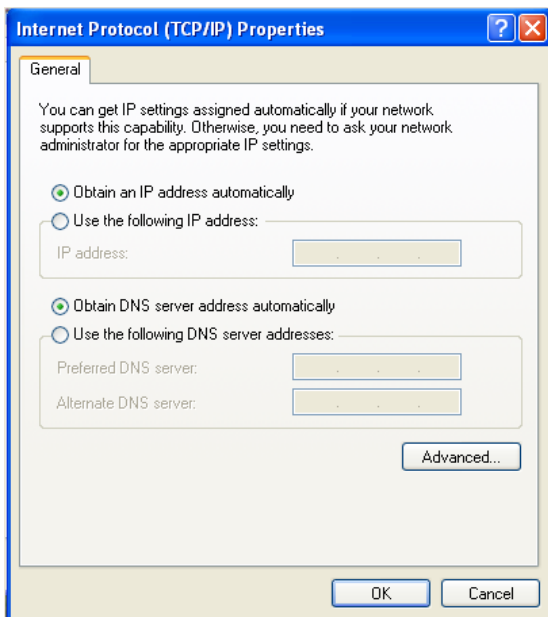 Internet Protocol (TCP/IP) Properties
General
You can get IP settings assigned automatically if your network
supports this capability. Otherwise, you need to ask your network
administrator for the appropriate IP settings.
Obtain an IP address automatically
Use the following IP address:
IP address:
Obtain DNS server address automatically
Use the following DNS server addresses:
Preferred DNS server:
Alternate DNS server:
Advanced...
OK
Cancel